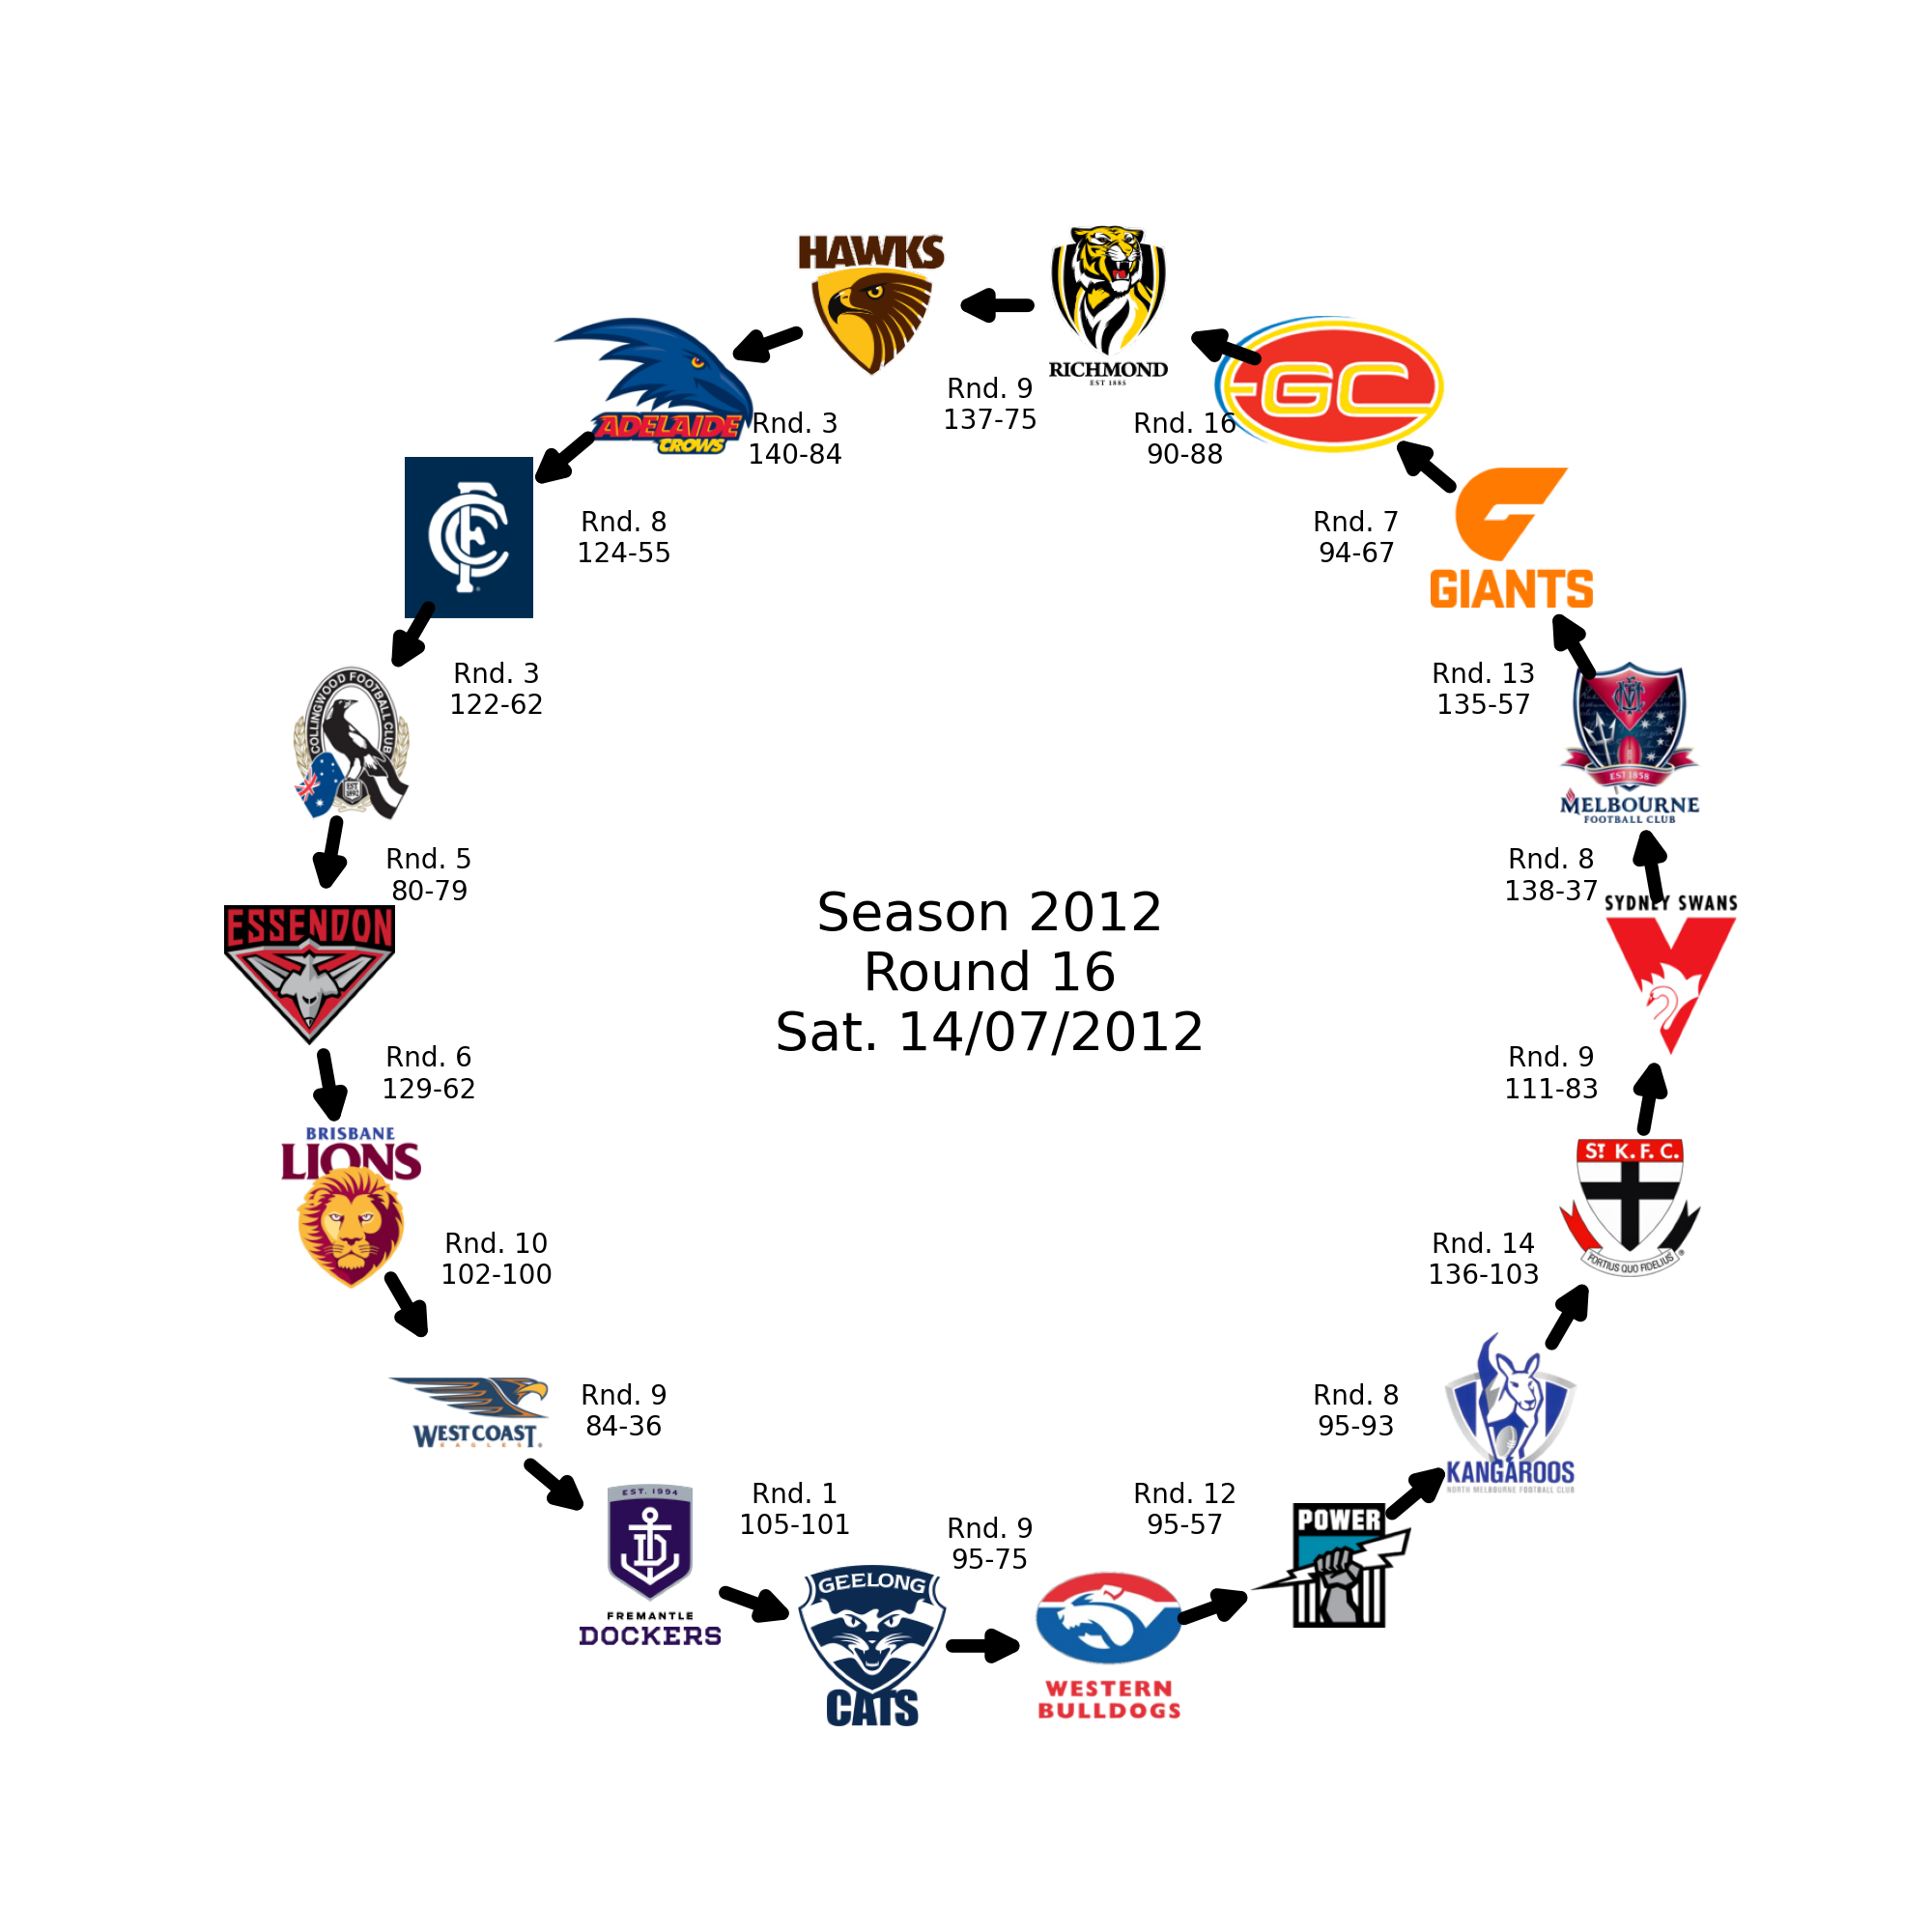 HAWKS
RICHMOND
EST 1885
GC
ADELAIDE
CROWS
Rnd. 9
137-75
Rnd. 3
140-84
Rnd. 16
90-88
CFC
Rnd. 8
124-55
Rnd. 7
94-67
GIANTS
Rnd. 3
122-62
Rnd. 13
135-57
COLLINGWOOD FOOTBALL CLUB
EST.
1892
MFC
EST 1858
MELBOURNE
FOOTBALL CLUB
Rnd. 5
80-79
Rnd. 8
138-37
SYDNEY SWANS
ESSENDON
Season 2012
Round 16
Sat. 14/07/2012
Rnd. 6
129-62
Rnd. 9
111-83
BRISBANE
LIONS
ST K.F.C.
FORTIUS QUO FIDELIUS
Rnd. 10
102-100
Rnd. 14
136-103
WEST COAST
EAGLES
Rnd. 9
84-36
Rnd. 8
95-93
KANGAROOS
NORTH MELBOURNE FOOTBALL CLUB
EST. 1994
FD
FREMANTLE
DOCKERS
Rnd. 1
105-101
Rnd. 9
95-75
Rnd. 12
95-57
POWER
GEELONG
CATS
WESTERN
BULLDOGS